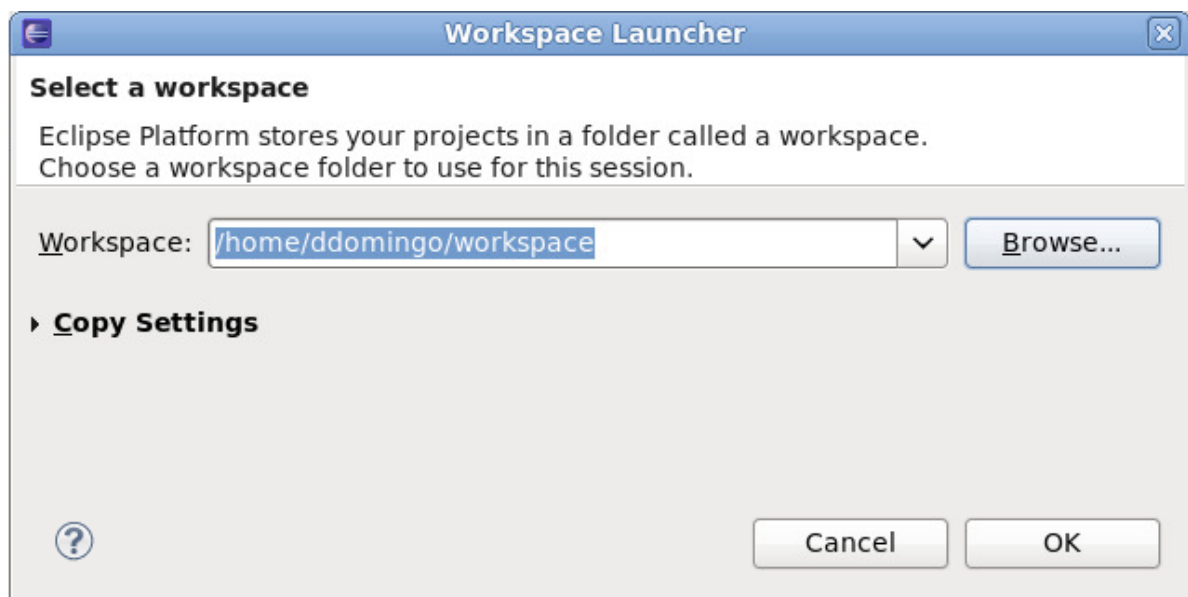 Workspace Launcher
Select a workspace
Eclipse Platform stores your projects in a folder called a workspace.
Choose a workspace folder to use for this session.
Workspace: /home/ddomingo/workspace Browse...
Copy Settings
? Cancel OK